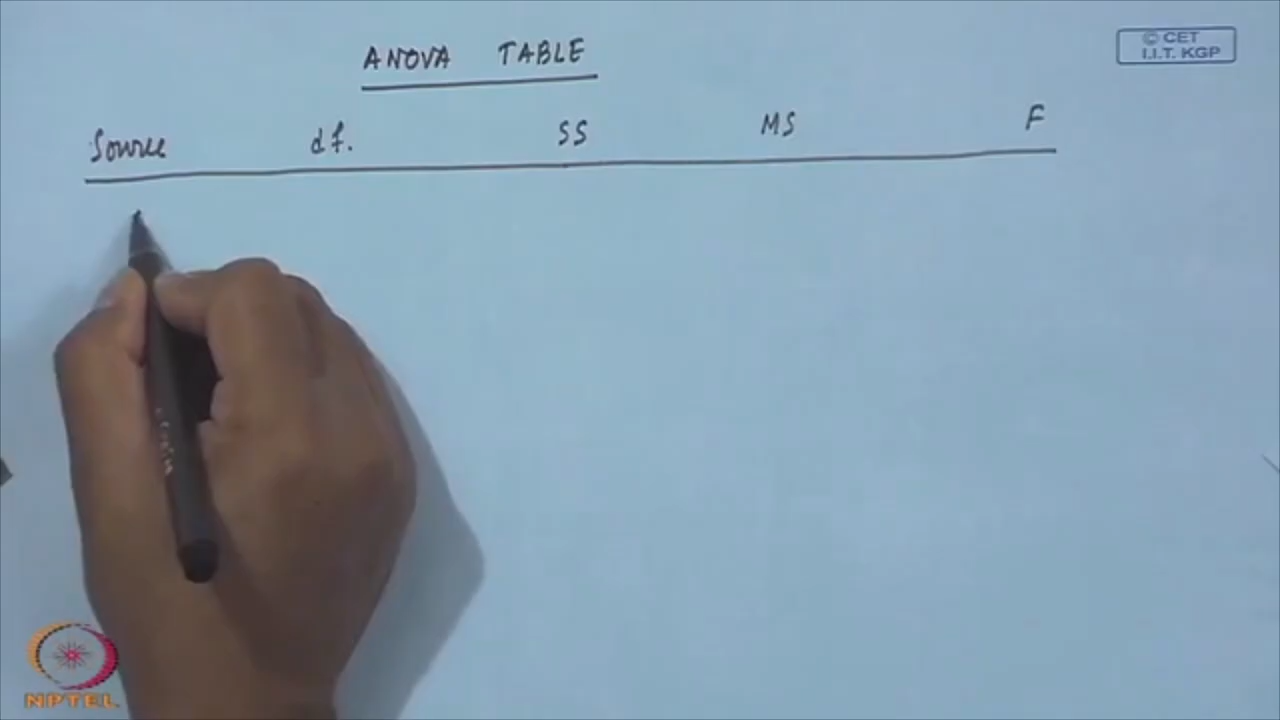 ANOVA TABLE
© CET
I.I.T. KGP
Source df. SS MS F
NPTEL